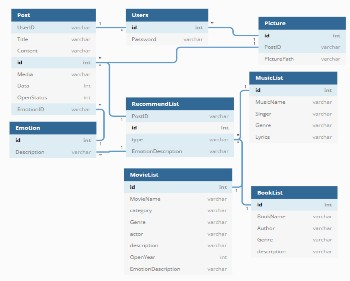 Post
UserID varchar
Title varchar
Content varchar
id int
Media varchar
Date int
OpenStatus int
EmotionID varchar
Emotion
id int
Description varchar
Users
id int
Password varchar
RecommendList
PostID varchar
id int
type varchar
EmotionDescription varchar
MovieList
id int
MovieName varchar
category varchar
Genre varchar
actor varchar
description varchar
OpenYear int
EmotionDescription varchar
Picture
id int
PostID varchar
PicturePath varchar
MusicList
id int
MusicName varchar
Singer varchar
Genre varchar
Lyrics varchar
BookList
id int
BookName varchar
Author varchar
Genre varchar
description varchar